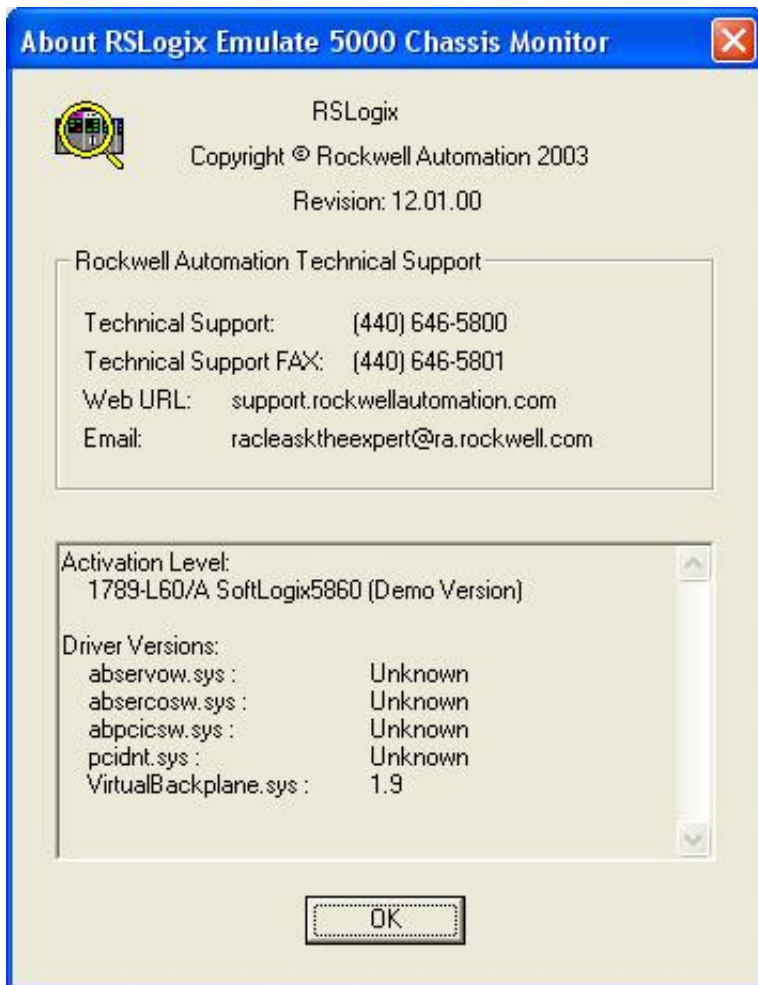 About RSLogix Emulate 5000 Chassis Monitor
RSLogix
Copyright © Rockwell Automation 2003
Revision: 12.01.00
Rockwell Automation Technical Support
Technical Support: (440) 646-5800
Technical Support FAX: (440) 646-5801
Web URL: support.rockwellautomation.com
Email: racleasktheexpert@ra.rockwell.com
Activation Level:
1789-L60/A SoftLogix5860 (Demo Version)
Driver Versions:
abservow.sys : Unknown
absercosw.sys : Unknown
abpcicsw.sys : Unknown
pcidnt.sys : Unknown
VirtualBackplane.sys : 1.9
OK